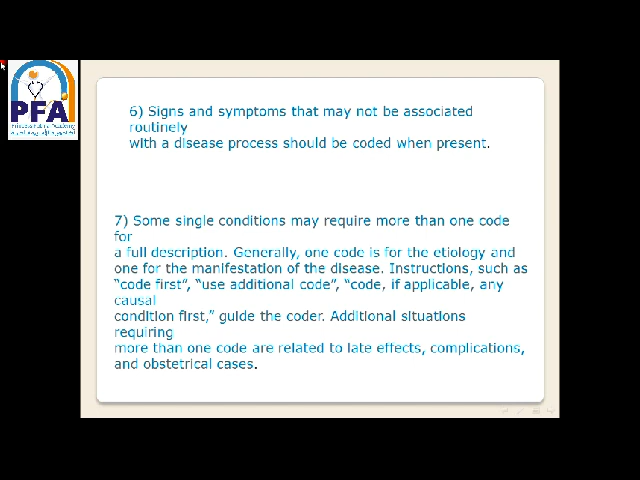 PFA
6) Signs and symptoms that may not be associated
routinely
with a disease process should be coded when present.
7) Some single conditions may require more than one code
for
a full description. Generally, one code is for the etiology and
one for the manifestation of the disease. Instructions, such as
“code first”, “use additional code”, “code, if applicable, any
causal
condition first,” guide the coder. Additional situations
requiring
more than one code are related to late effects, complications,
and obstetrical cases.